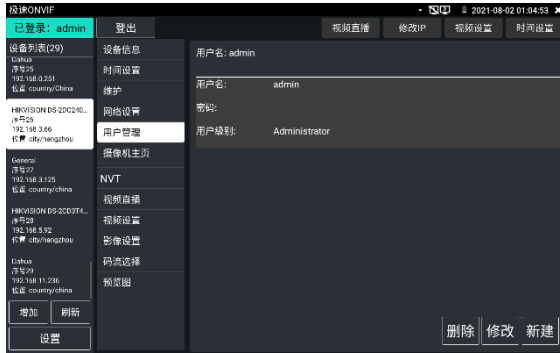 极速ONVIF
2021-08-02 01:04:53
已登录: admin
登出
视频直播
修改IP
视频设置
时间设置
设备列表(29)
Dahua
序号25
192.168.0.251
位置 country/china
HIKVISION DS-2DC240...
序号26
192.168.3.66
位置 city/hangzhou
General
序号27
192.168.3.125
位置 country/china
HIKVISION DS-2CD3T4...
序号28
192.168.5.92
位置 city/hangzhou
Dahua
序号29
192.168.11.236
位置 country/china
增加
刷新
设置
设备信息
时间设置
维护
网络设置
用户管理
摄像机主页
NVT
视频直播
视频设置
影像设置
码流选择
预览图
用户名: admin
用户名: admin
密码:
用户级别: Administrator
删除
修改
新建